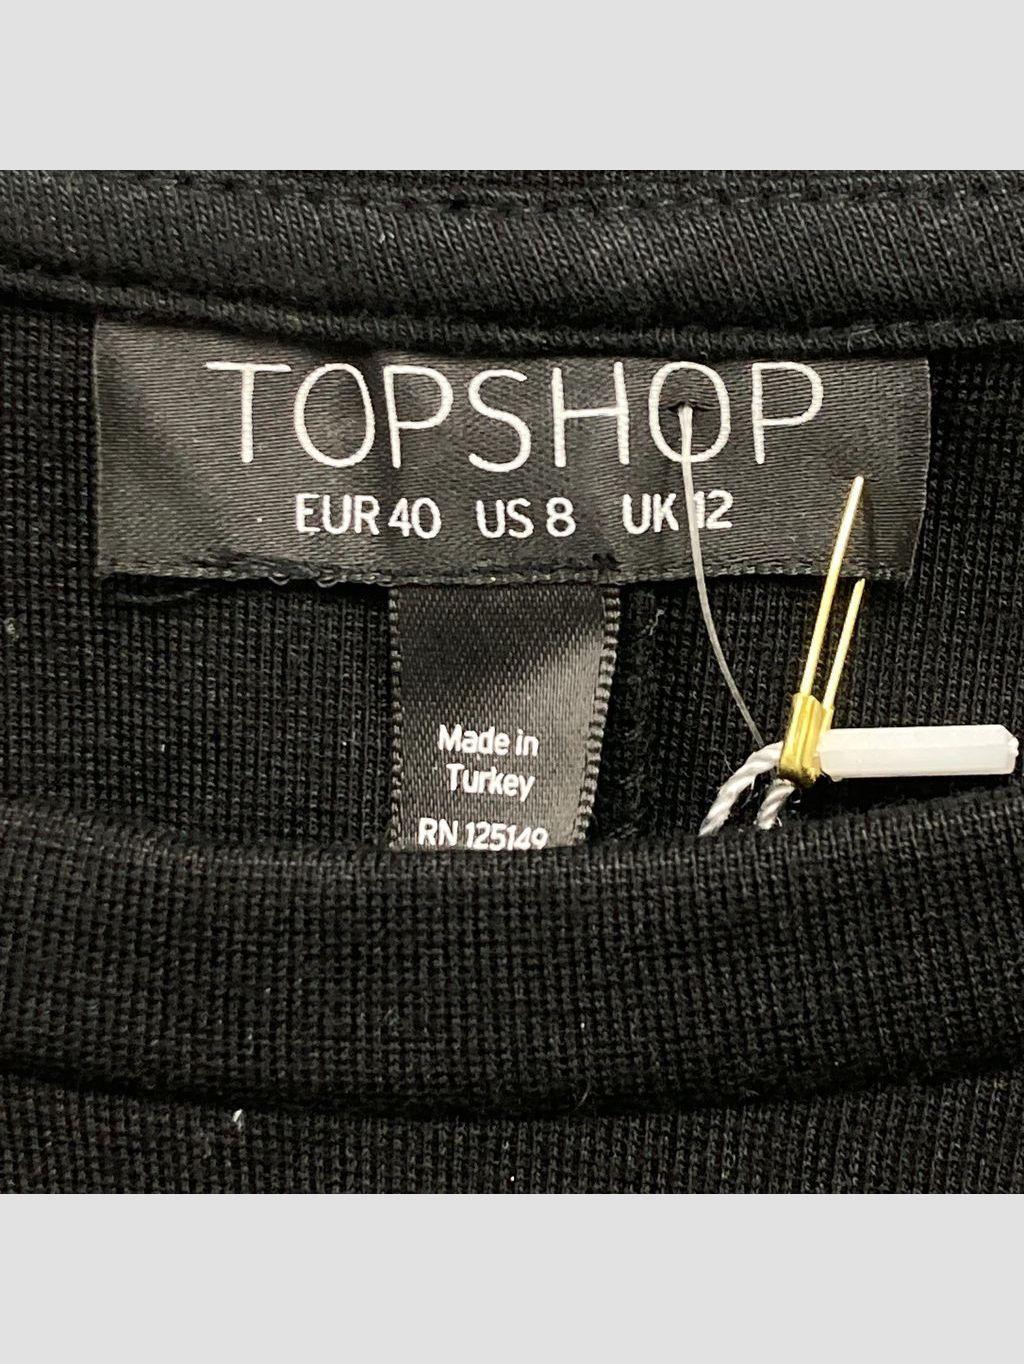 TOPSHOP
EUR 40 US 8 UK 12
Made in
Turkey
RN 125149